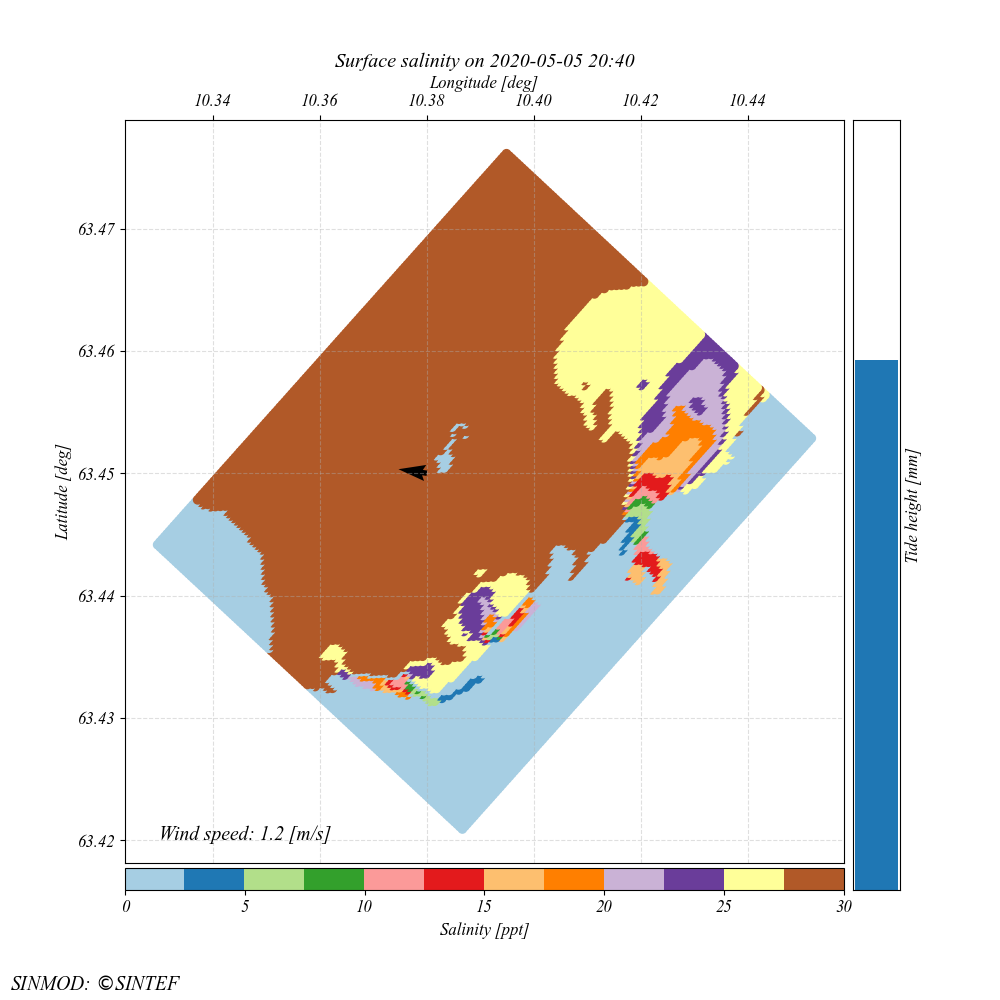 Surface salinity on 2020-05-05 20:40
Longitude [deg]
10.34 10.36 10.38 10.40 10.42 10.44
63.47
63.46
63.45
63.44
63.43
63.42
Latitude [deg]
Tide height [mm]
Wind speed: 1.2 [m/s]
0 5 10 15 20 25 30
Salinity [ppt]
SINMOD: ©SINTEF